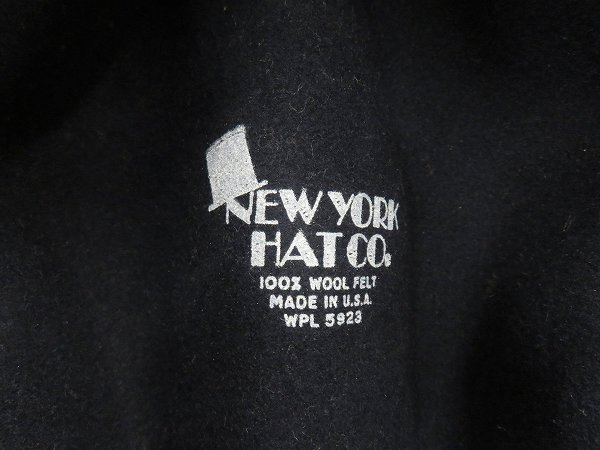 NEW YORK
HAT CO.
100% WOOL FELT
MADE IN U.S.A.
WPL 5923